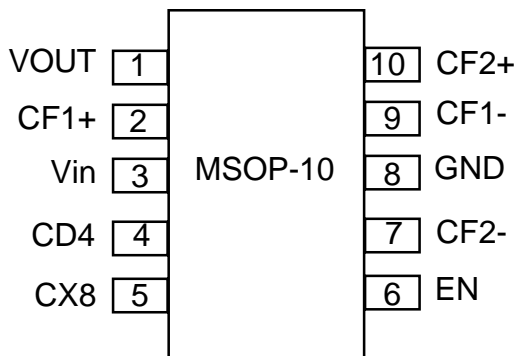 VOUT 1 10 CF2+
CF1+ 2 9 CF1-
Vin 3 MSOP-10 8 GND
CD4 4 7 CF2-
CX8 5 6 EN